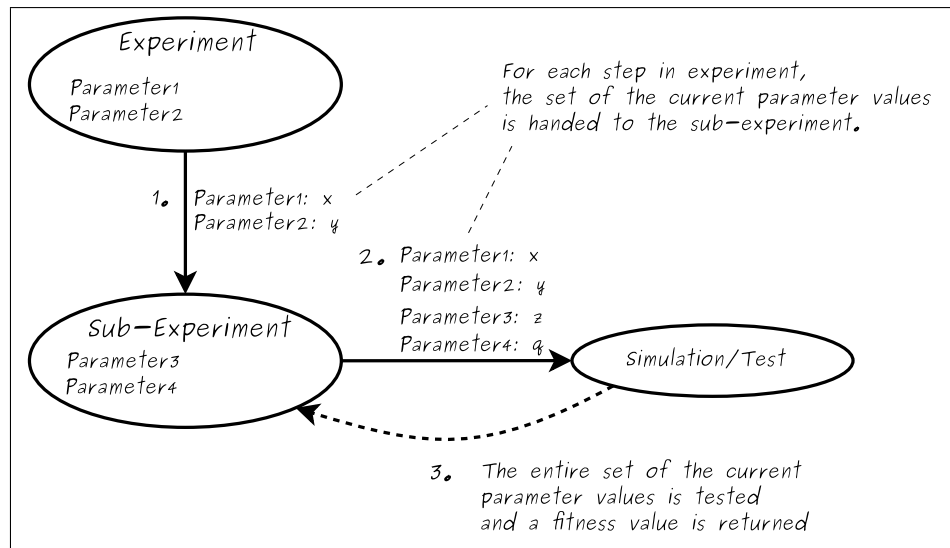 Experiment
Parameter1
Parameter2
For each step in experiment,
the set of the current parameter values
is handed to the sub-experiment.
1. Parameter1: x
Parameter2: y
2. Parameter1: x
Parameter2: y
Parameter3: z
Parameter4: q
Sub-Experiment
Parameter3
Parameter4
Simulation/Test
3. The entire set of the current
parameter values is tested
and a fitness value is returned